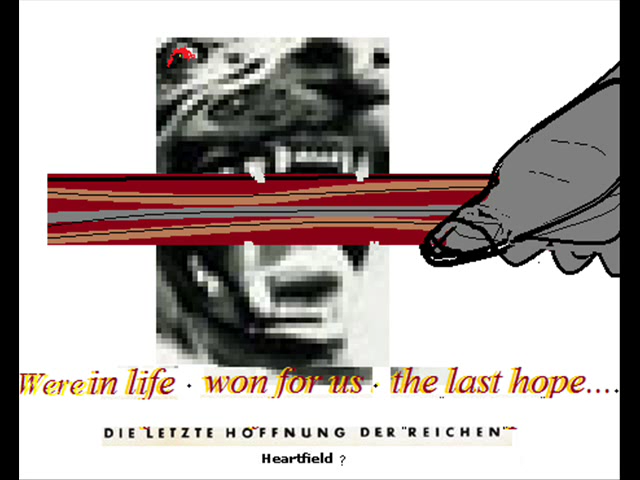 Were in life · won for us · the last hope....
DIE "LETZTE HOFFNUNG DER "REICHEN"
Heartfield ?